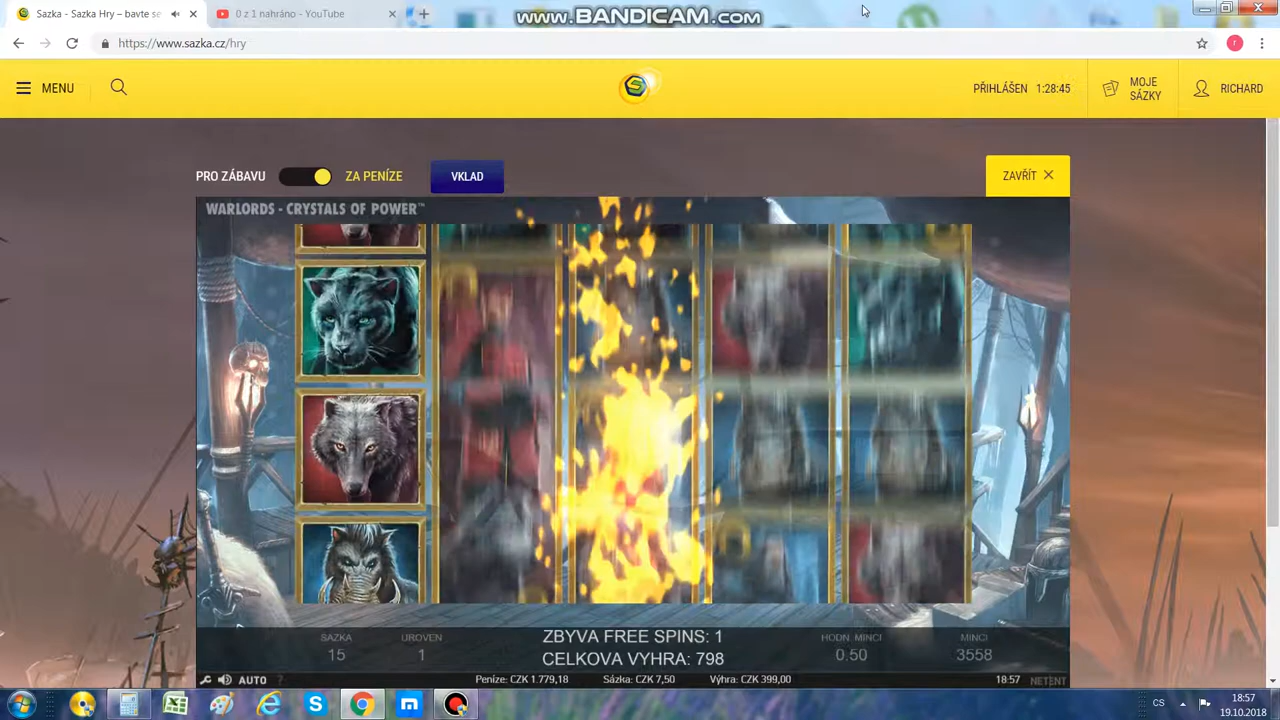 Sazka - Sazka Hry – bavte se
0 z 1 nahráno - YouTube
www.BANDICAM.com
https://www.sazka.cz/hry
MENU
PŘIHLÁŠEN 1:28:45
MOJE SÁZKY
RICHARD
PRO ZÁBAVU
ZA PENÍZE
VKLAD
ZAVŘÍT
WARLORDS - CRYSTALS OF POWER™
SAZKA
15
UROVEN
1
ZBYVA FREE SPINS: 1
CELKOVA VYHRA: 798
HODN. MINCI
0.50
MINCI
3558
AUTO
?
Peníze: CZK 1.779,18
Sázka: CZK 7,50
Výhra: CZK 399,00
18:57
NETENT
CS
18:57
19.10.2018